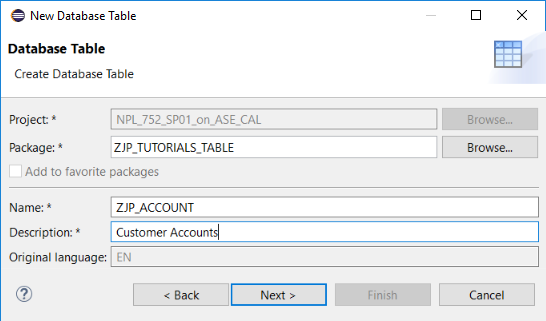 New Database Table
Database Table
Create Database Table
Project: * NPL_752_SP01_on_ASE_CAL Browse...
Package: * ZJP_TUTORIALS_TABLE Browse...
Add to favorite packages
Name: * ZJP_ACCOUNT
Description: * Customer Accounts
Original language: EN
? < Back Next > Finish Cancel